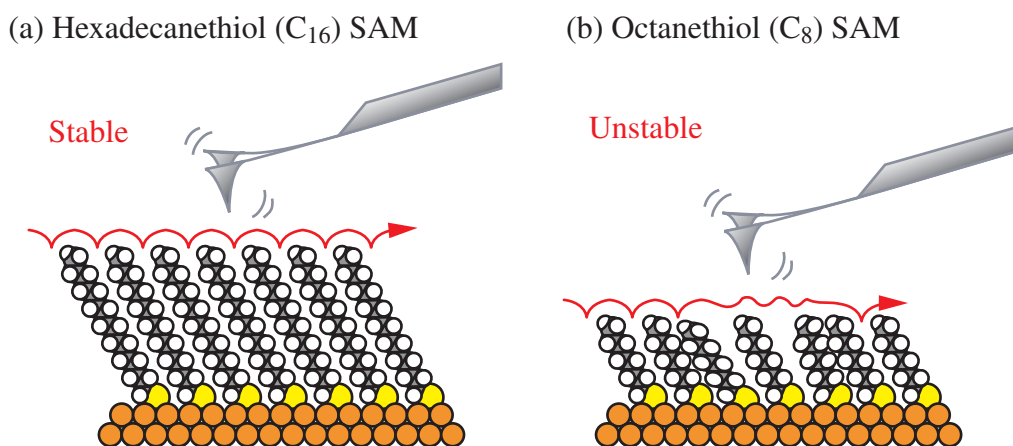 (a) Hexadecanethiol (C₁₆) SAM
(b) Octanethiol (C₈) SAM
Stable
Unstable